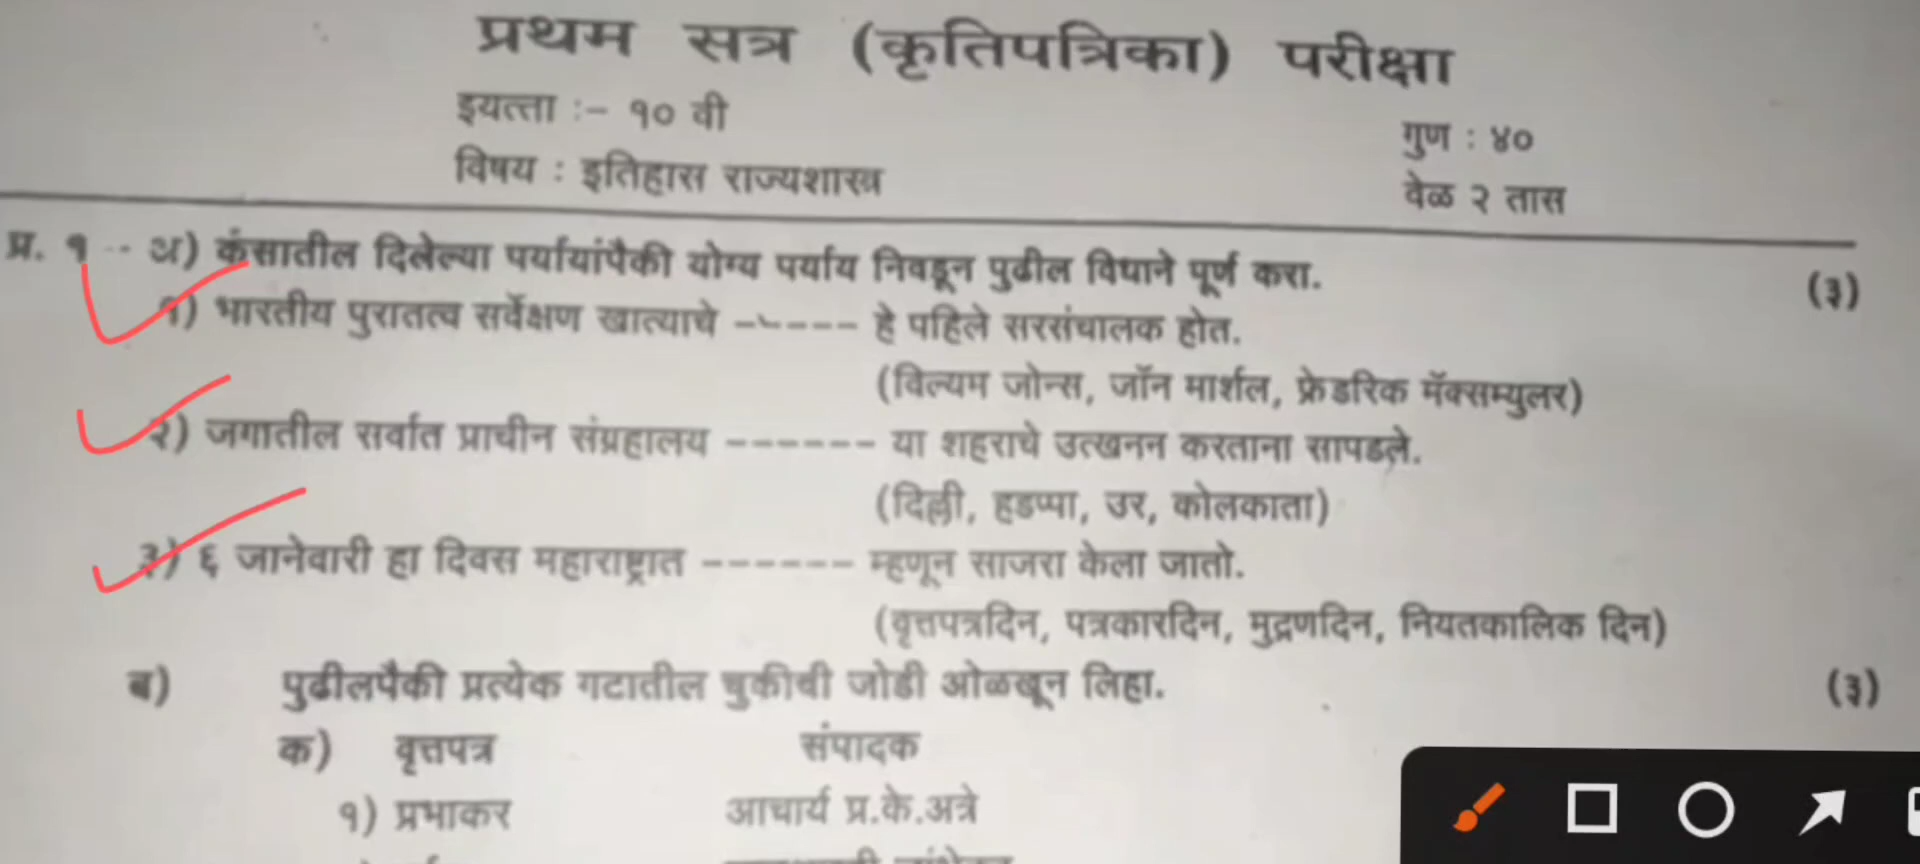 प्रथम सत्र (कृतिपत्रिका) परीक्षा
इयत्ता :- १० वी
गुण : ४०
विषय : इतिहास राज्यशास्त्र
वेळ २ तास
प्र. १ -- अ) कंसातील दिलेल्या पर्यायांपैकी योग्य पर्याय निवडून पुढील विधाने पूर्ण करा. (३)
१) भारतीय पुरातत्व सर्वेक्षण खात्याचे ------ हे पहिले सरसंचालक होत.
(विल्यम जोन्स, जॉन मार्शल, फ्रेडरिक मॅक्सम्युलर)
२) जगातील सर्वात प्राचीन संग्रहालय ------ या शहराचे उत्खनन करताना सापडले.
(दिल्ली, हडप्पा, उर, कोलकाता)
३) ६ जानेवारी हा दिवस महाराष्ट्रात ------ म्हणून साजरा केला जातो.
(वृत्तपत्रदिन, पत्रकारदिन, मुद्रणदिन, नियतकालिक दिन)
ब) पुढीलपैकी प्रत्येक गटातील चुकीची जोडी ओळखून लिहा. (३)
क) वृत्तपत्र संपादक
१) प्रभाकर आचार्य प्र.के.अत्रे